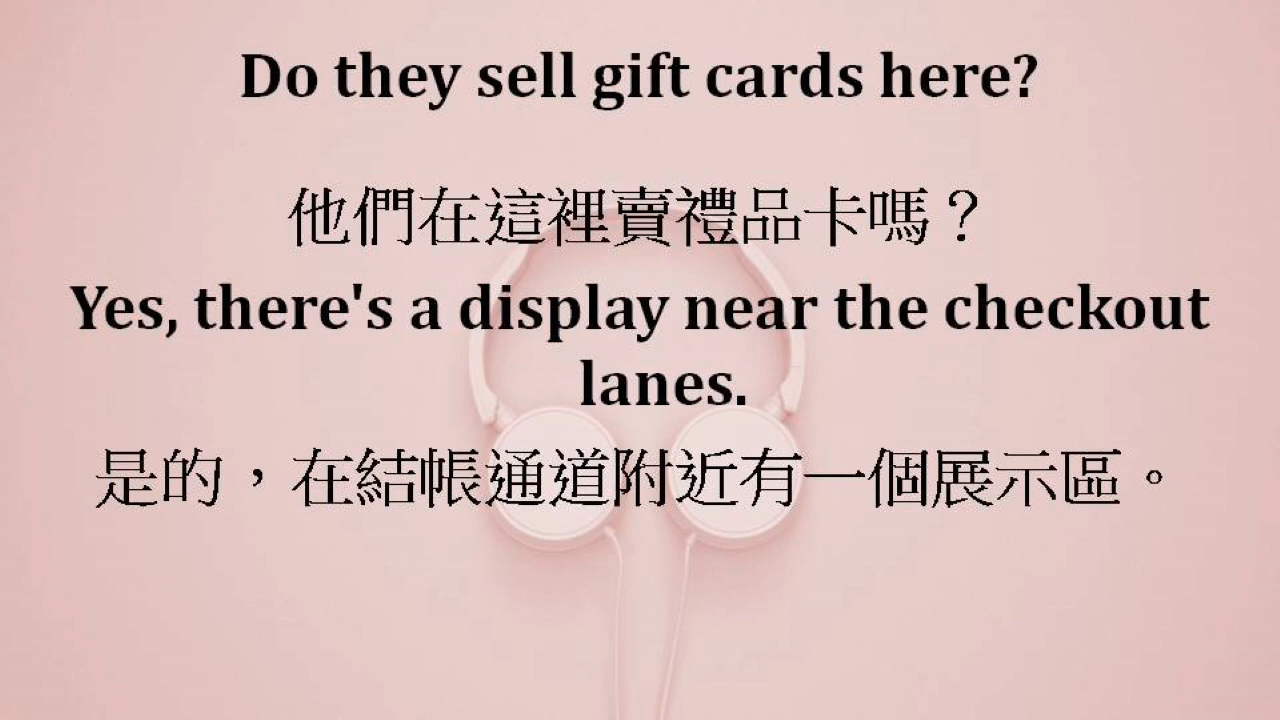 Do they sell gift cards here?
他們在這裡賣禮品卡嗎？
Yes, there's a display near the checkout
lanes.
是的，在結帳通道附近有一個展示區。